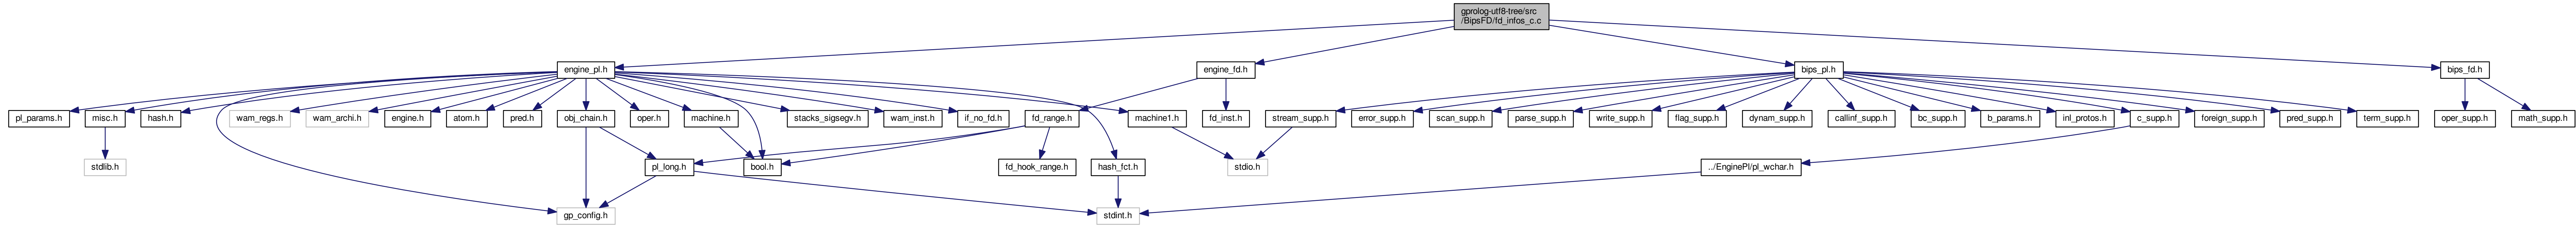 gprolog-utf8-tree/src
/BipsFD/fd_infos_c.c
engine_pl.h
engine_fd.h
bips_pl.h
bips_fd.h
pl_params.h
misc.h
hash.h
wam_regs.h
wam_archi.h
engine.h
atom.h
pred.h
obj_chain.h
oper.h
machine.h
stacks_sigsegv.h
wam_inst.h
if_no_fd.h
fd_range.h
machine1.h
fd_inst.h
stream_supp.h
error_supp.h
scan_supp.h
parse_supp.h
write_supp.h
flag_supp.h
dynam_supp.h
callinf_supp.h
bc_supp.h
b_params.h
inl_protos.h
c_supp.h
foreign_supp.h
pred_supp.h
term_supp.h
oper_supp.h
math_supp.h
stdlib.h
pl_long.h
bool.h
fd_hook_range.h
hash_fct.h
stdio.h
../EnginePl/pl_wchar.h
gp_config.h
stdint.h